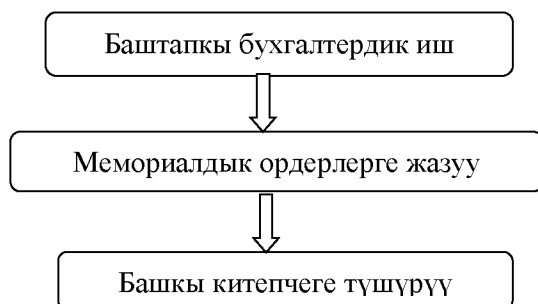 Баштапкы бухгалтердик иш
Мемориалдык ордерлерге жазуу
Башкы китепчеге түшүрүү